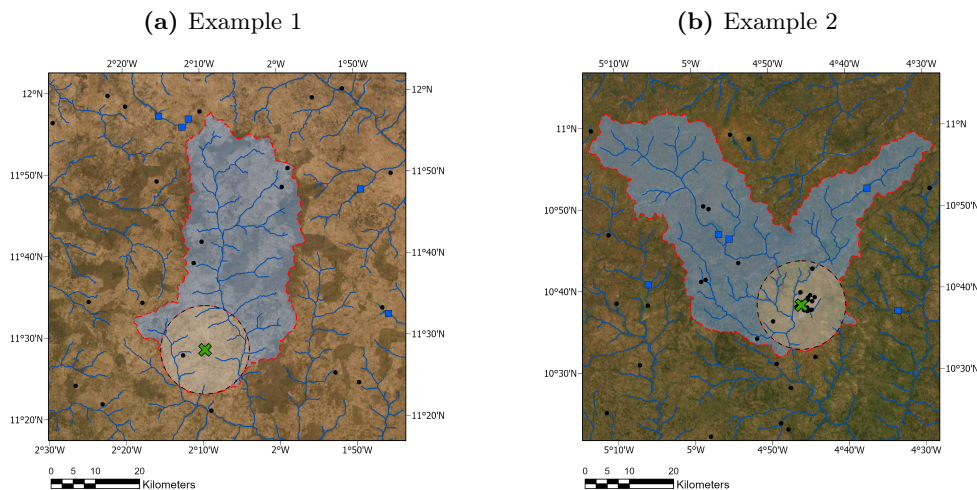 (a) Example 1
2°20'W 2°10'W 2°W 1°50'W
12°N
11°50'N
11°40'N
11°30'N
11°20'N
12°N
11°50'N
11°40'N
11°30'N
11°20'N
2°30'W 2°20'W 2°10'W 2°W 1°50'W
0 5 10 20
Kilometers
(b) Example 2
5°10'W 5°W 4°50'W 4°40'W 4°30'W
11°N
10°50'N
10°40'N
10°30'N
11°N
10°50'N
10°40'N
10°30'N
5°10'W 5°W 4°50'W 4°40'W 4°30'W
0 5 10 20
Kilometers